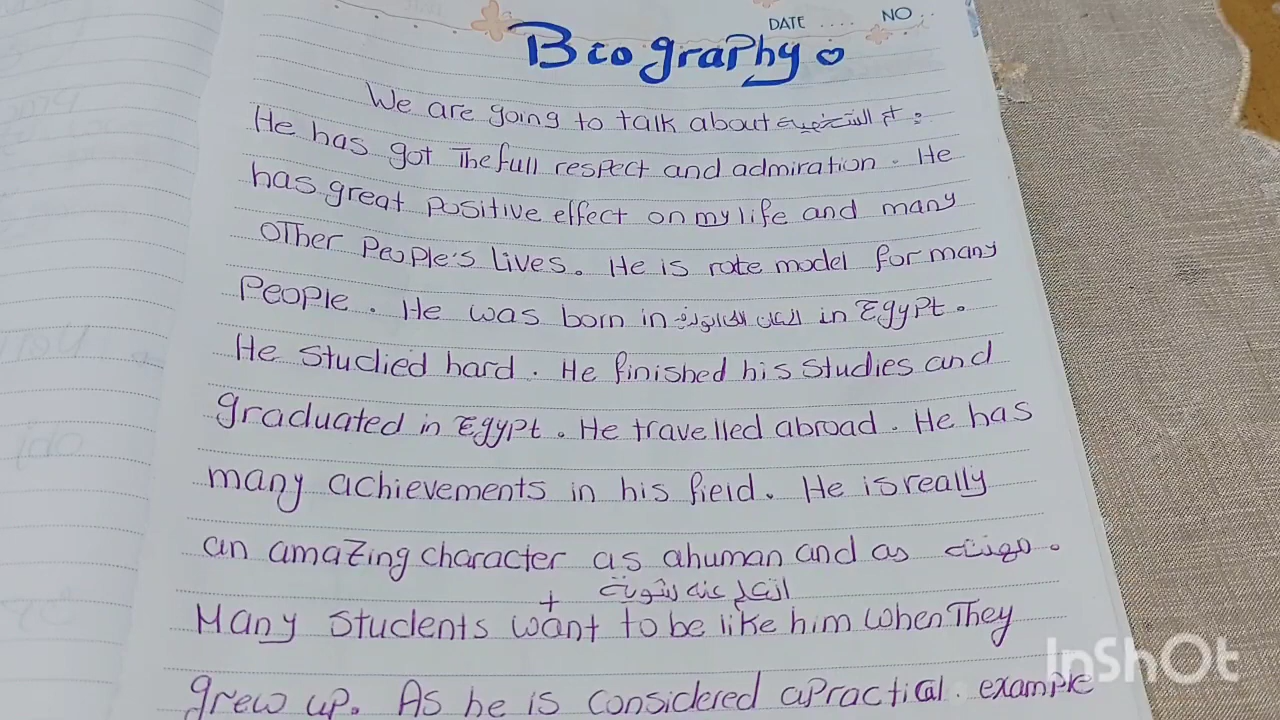 DATE .... NO ..
Biography
We are going to talk about اسم الشخصية :
He has got The full respect and admiration. He
has great positive effect on my life and many
other People's lives. He is rote model for many
People. He was born in المكان اللى اتولد فيه in Egypt.
He studied hard. He finished his studies and
graduated in Egypt. He travelled abroad. He has
many achievements in his field. He is really
an amazing character as a human and as مهنته.
+ اتكلم عنه شوية
Many students want to be like him when They
grew up. As he is considered a Practical. example
InShOt